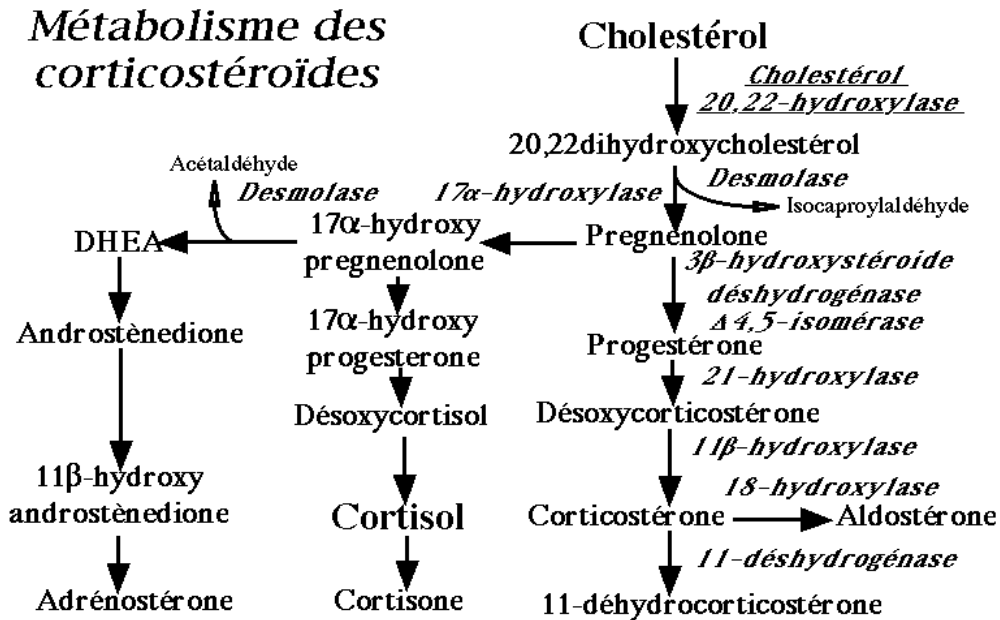 Métabolisme des
corticostéroïdes
Cholestérol
Cholestérol
20,22-hydroxylase
20,22dihydroxycholestérol
Acétaldéhyde
Desmolase
17α-hydroxylase
Desmolase
Isocaproylaldéhyde
DHEA
17α-hydroxy
pregnenolone
Pregnenolone
3β-hydroxystéroide
déshydrogénase
Δ4,5-isomérase
Androstènedione
17α-hydroxy
progesterone
Progestérone
21-hydroxylase
Désoxycortisol
Désoxycorticostérone
11β-hydroxylase
11β-hydroxy
androstènedione
Cortisol
18-hydroxylase
Corticostérone
Aldostérone
11-déshydrogénase
Adrénostérone
Cortisone
11-déhydrocorticostérone